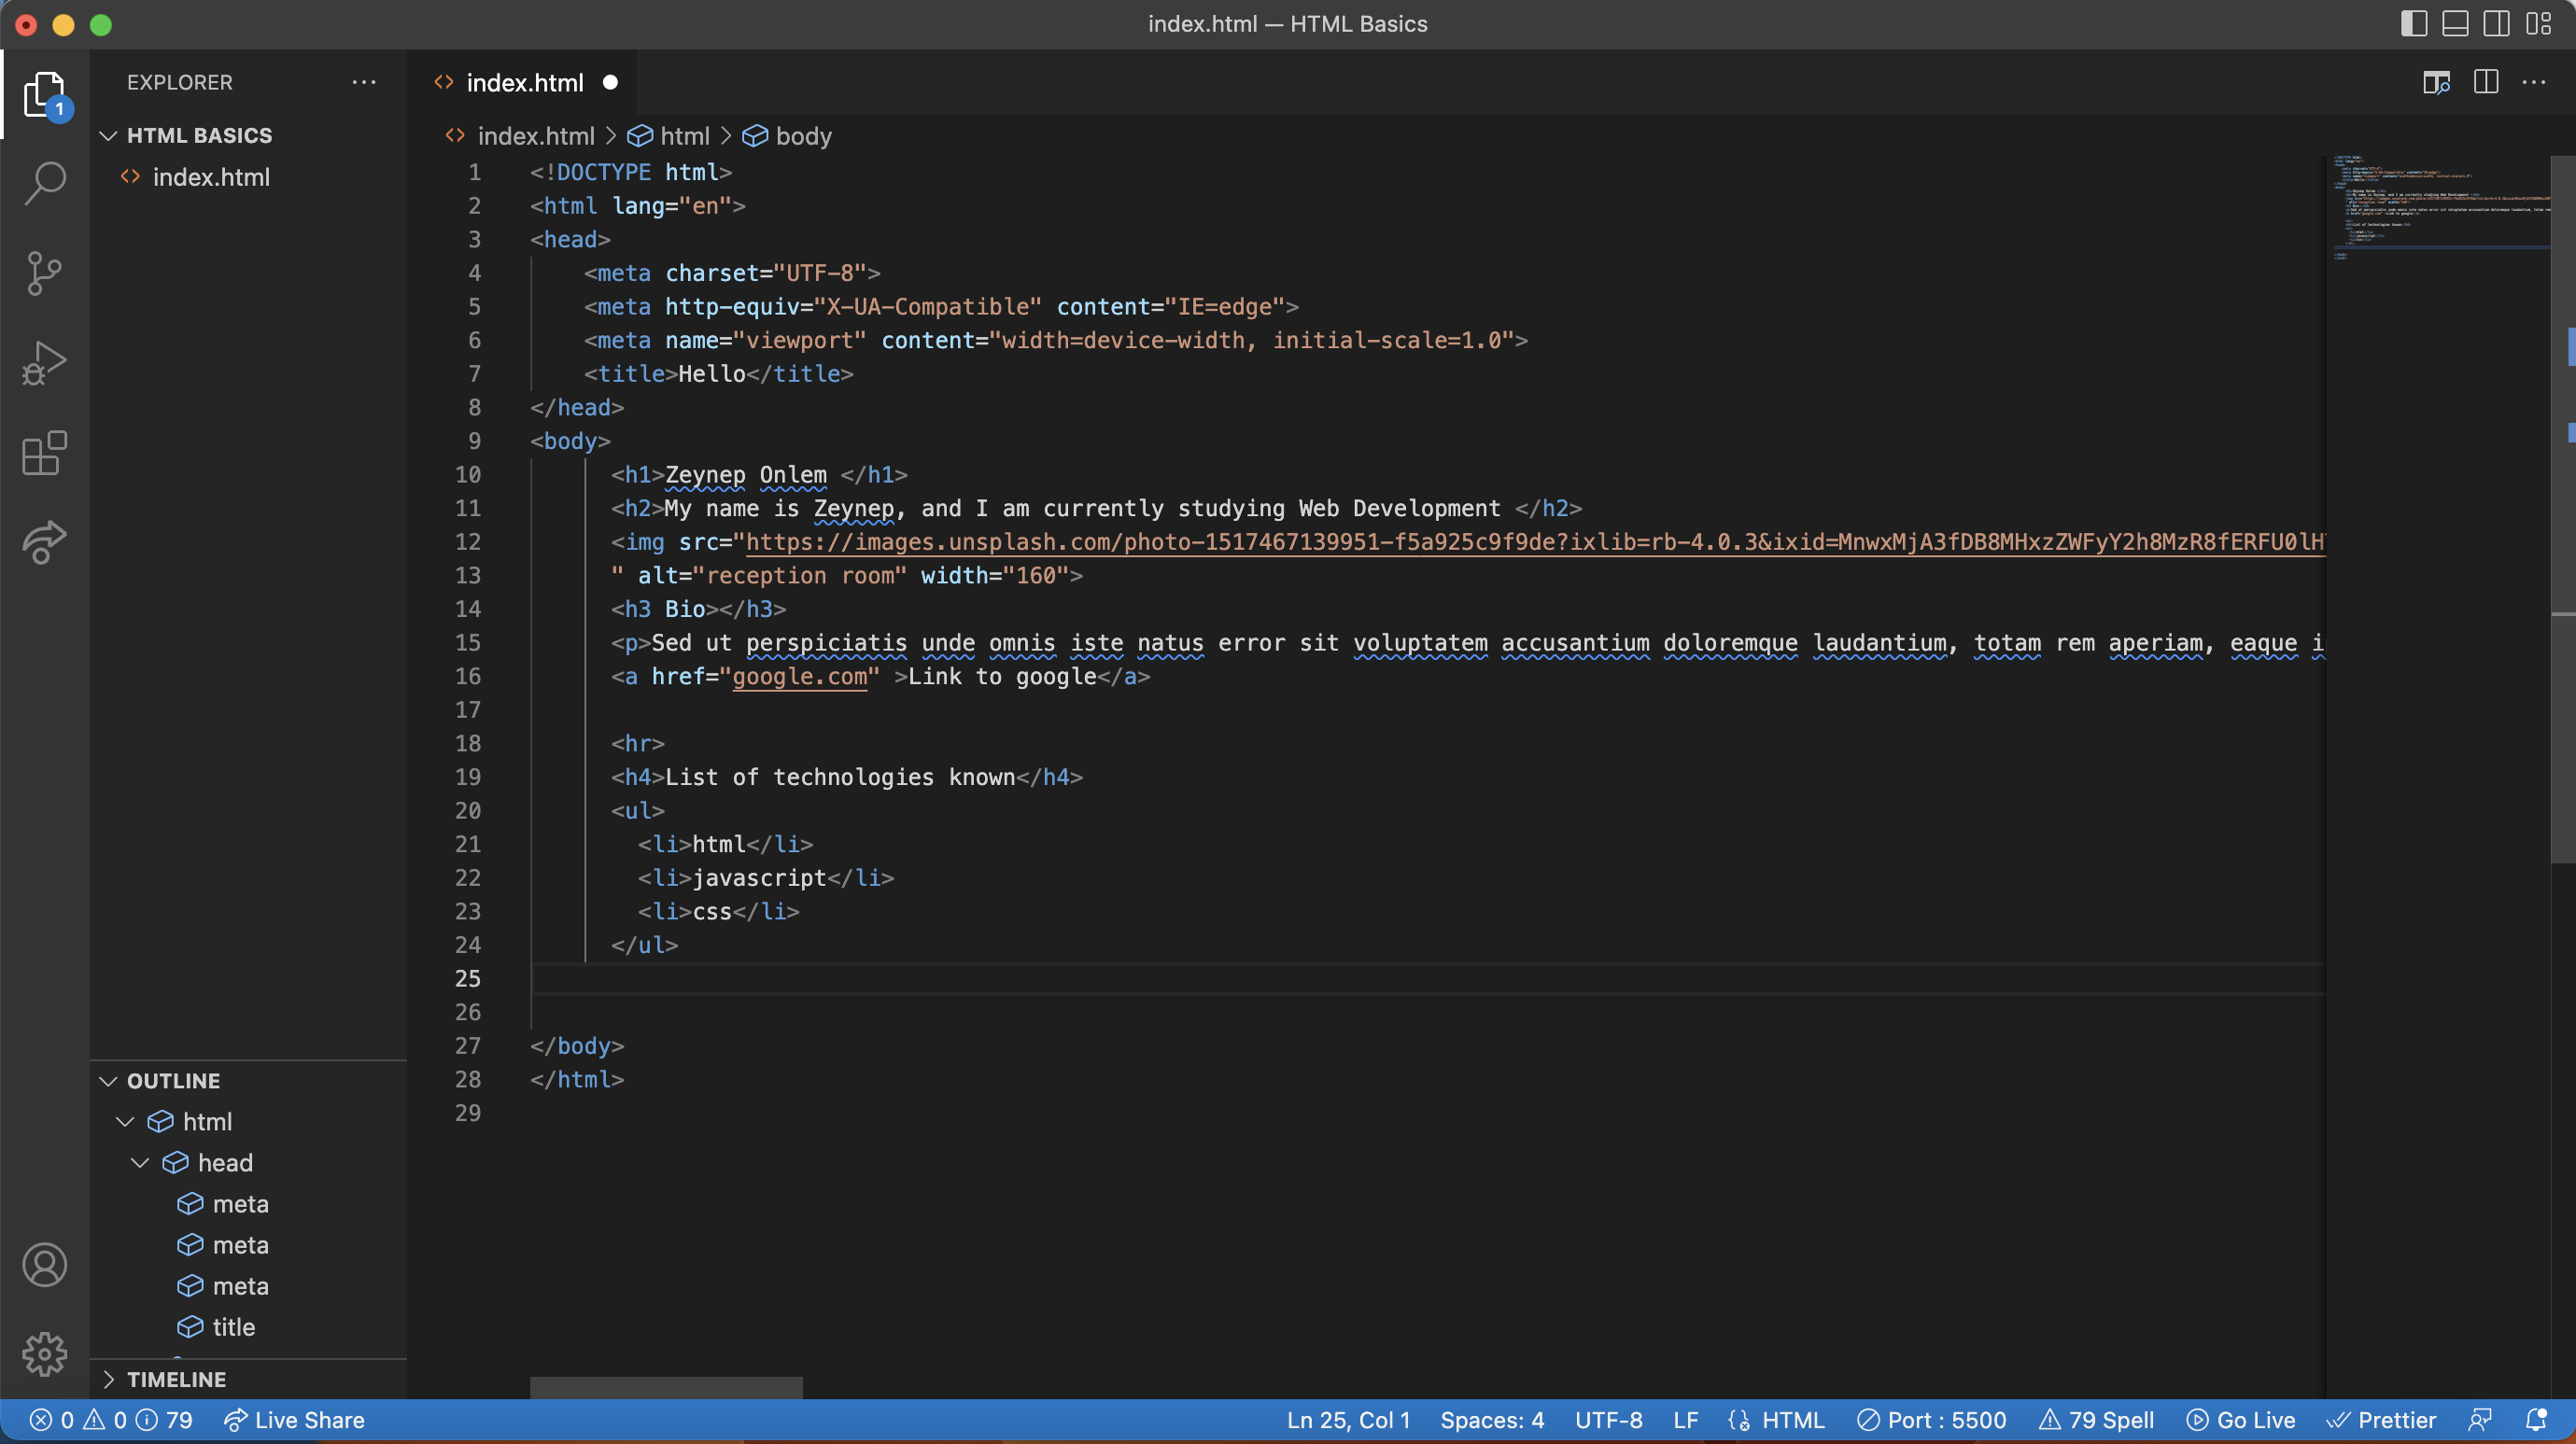 index.html — HTML Basics
EXPLORER
1
HTML BASICS
index.html
index.html
index.html > html > body
1 <!DOCTYPE html>
2 <html lang="en">
3 <head>
4 <meta charset="UTF-8">
5 <meta http-equiv="X-UA-Compatible" content="IE=edge">
6 <meta name="viewport" content="width=device-width, initial-scale=1.0">
7 <title>Hello</title>
8 </head>
9 <body>
10 <h1>Zeynep Onlem </h1>
11 <h2>My name is Zeynep, and I am currently studying Web Development </h2>
12 <img src="https://images.unsplash.com/photo-1517467139951-f5a925c9f9de?ixlib=rb-4.0.3&ixid=MnwxMjA3fDB8MHxzZWFyY2h8MzR8fERFU0lH
13 " alt="reception room" width="160">
14 <h3 Bio></h3>
15 <p>Sed ut perspiciatis unde omnis iste natus error sit voluptatem accusantium doloremque laudantium, totam rem aperiam, eaque i
16 <a href="google.com" >Link to google</a>
17
18 <hr>
19 <h4>List of technologies known</h4>
20 <ul>
21 <li>html</li>
22 <li>javascript</li>
23 <li>css</li>
24 </ul>
25
26
27 </body>
28 </html>
29
OUTLINE
html
head
meta
meta
meta
title
TIMELINE
0 0 79 Live Share Ln 25, Col 1 Spaces: 4 UTF-8 LF HTML Port : 5500 79 Spell Go Live Prettier